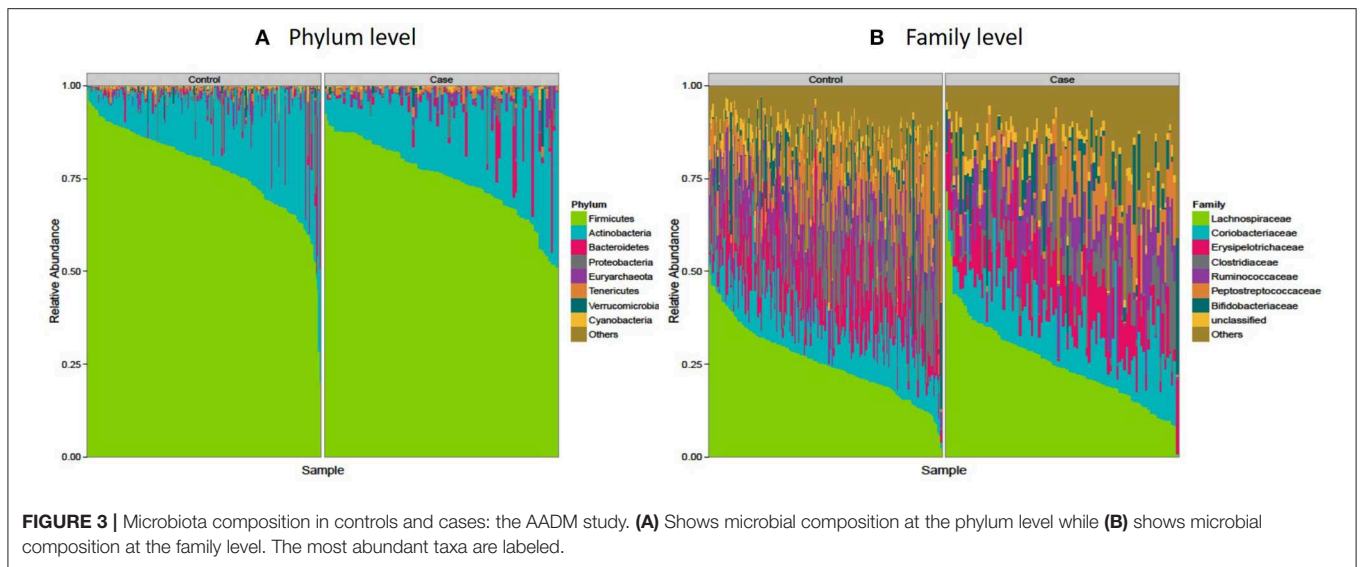 A Phylum level
Control Case
1.00
0.75
0.50
0.25
0.00
Relative Abundance
Sample
Phylum
Firmicutes
Actinobacteria
Bacteroidetes
Proteobacteria
Euryarchaeota
Tenericutes
Verrucomicrobia
Cyanobacteria
Others
B Family level
Control Case
1.00
0.75
0.50
0.25
0.00
Relative Abundance
Sample
Family
Lachnospiraceae
Coriobacteriaceae
Erysipelotrichaceae
Clostridiaceae
Ruminococcaceae
Peptostreptococcaceae
Bifidobacteriaceae
unclassified
Others
FIGURE 3 | Microbiota composition in controls and cases: the AADM study. (A) Shows microbial composition at the phylum level while (B) shows microbial
composition at the family level. The most abundant taxa are labeled.